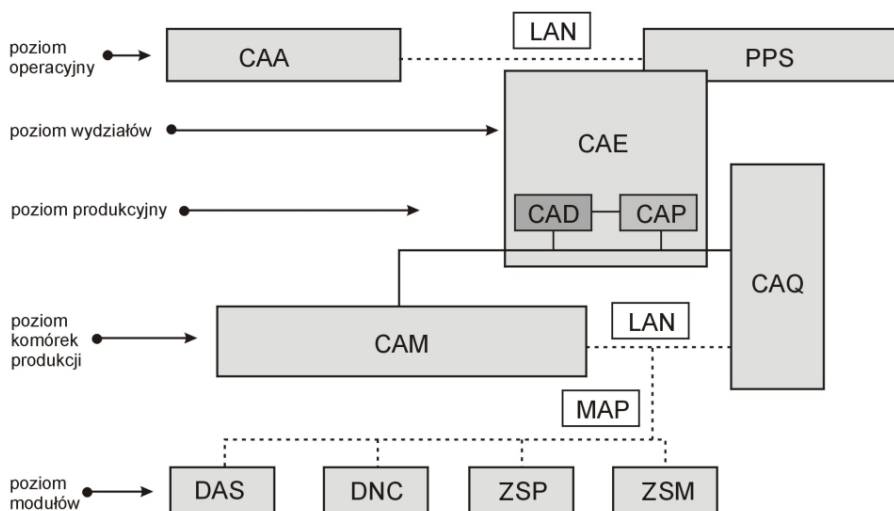 LAN
poziom
operacyjny
CAA
PPS
poziom wydziałów
CAE
poziom produkcyjny
CAD
CAP
CAQ
LAN
poziom
komórek
produkcji
CAM
MAP
poziom
modułów
DAS
DNC
ZSP
ZSM